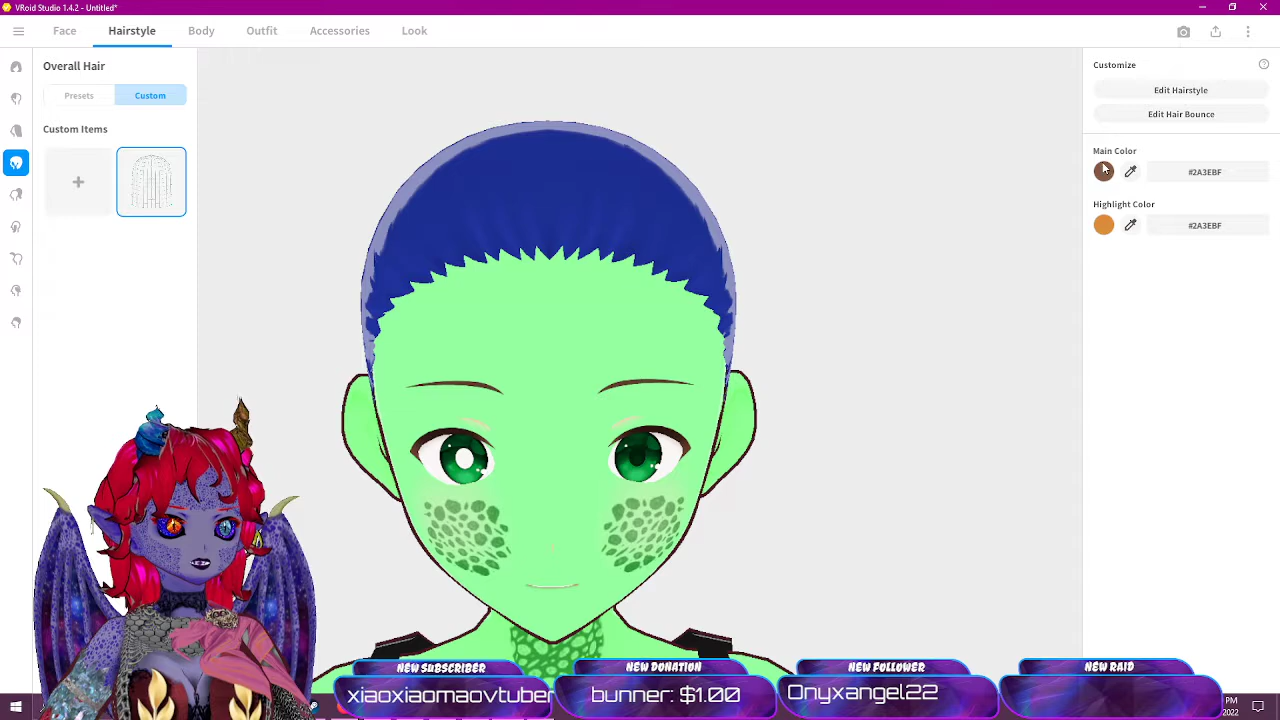 VRoid Studio 1.4.2 - Untitled*
Face Hairstyle Body Outfit Accessories Look
Overall Hair
Presets Custom
Custom Items
Customize
Edit Hairstyle
Edit Hair Bounce
Main Color
#2A3EBF
Highlight Color
#2A3EBF
NEW SUBSCRIBER
xiaoxiaomaovtuber
NEW DONATION
bunner: $1.00
NEW FOLLOWER
Onyxangel22
NEW RAID
PM
2022